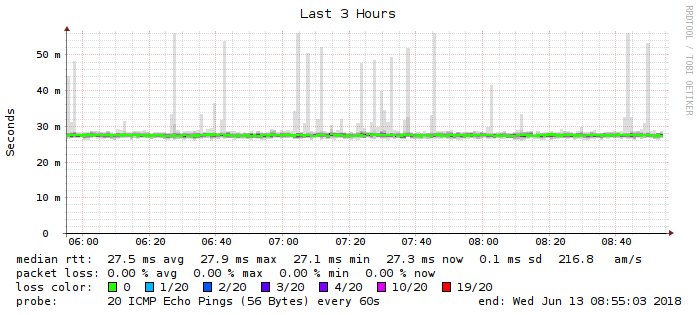 Last 3 Hours
RRDTOOL / TOBI OETIKER
Seconds
50 m
40 m
30 m
20 m
10 m
0
06:00 06:20 06:40 07:00 07:20 07:40 08:00 08:20 08:40
median rtt: 27.5 ms avg 27.9 ms max 27.1 ms min 27.3 ms now 0.1 ms sd 216.8 am/s
packet loss: 0.00 % avg 0.00 % max 0.00 % min 0.00 % now
loss color: 0 1/20 2/20 3/20 4/20 10/20 19/20
probe: 20 ICMP Echo Pings (56 Bytes) every 60s end: Wed Jun 13 08:55:03 2018